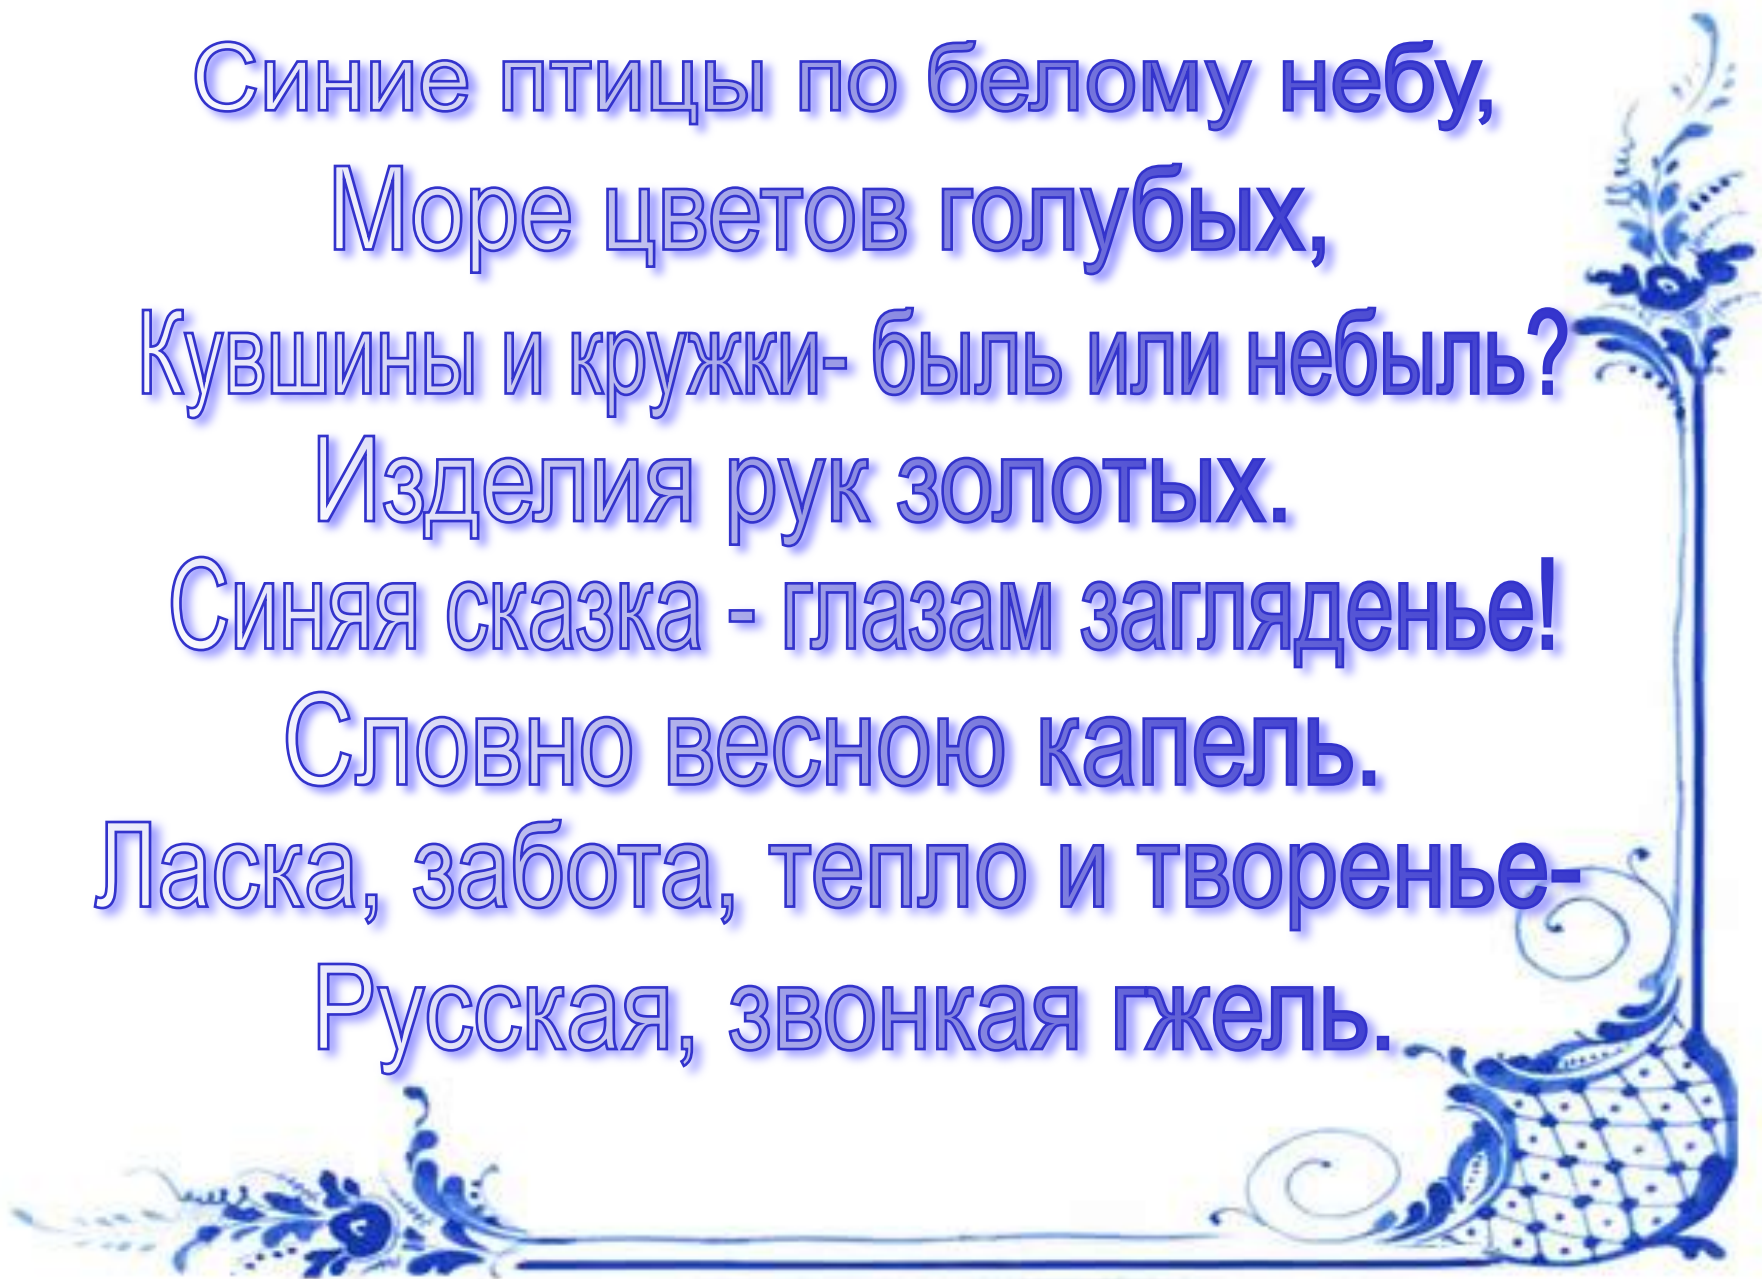 Синие птицы по белому небу,
Море цветов голубых,
Кувшины и кружки- быль или небыль?
Изделия рук золотых.
Синяя сказка - глазам загляденье!
Словно весною капель.
Ласка, забота, тепло и творенье-
Русская, звонкая гжель.